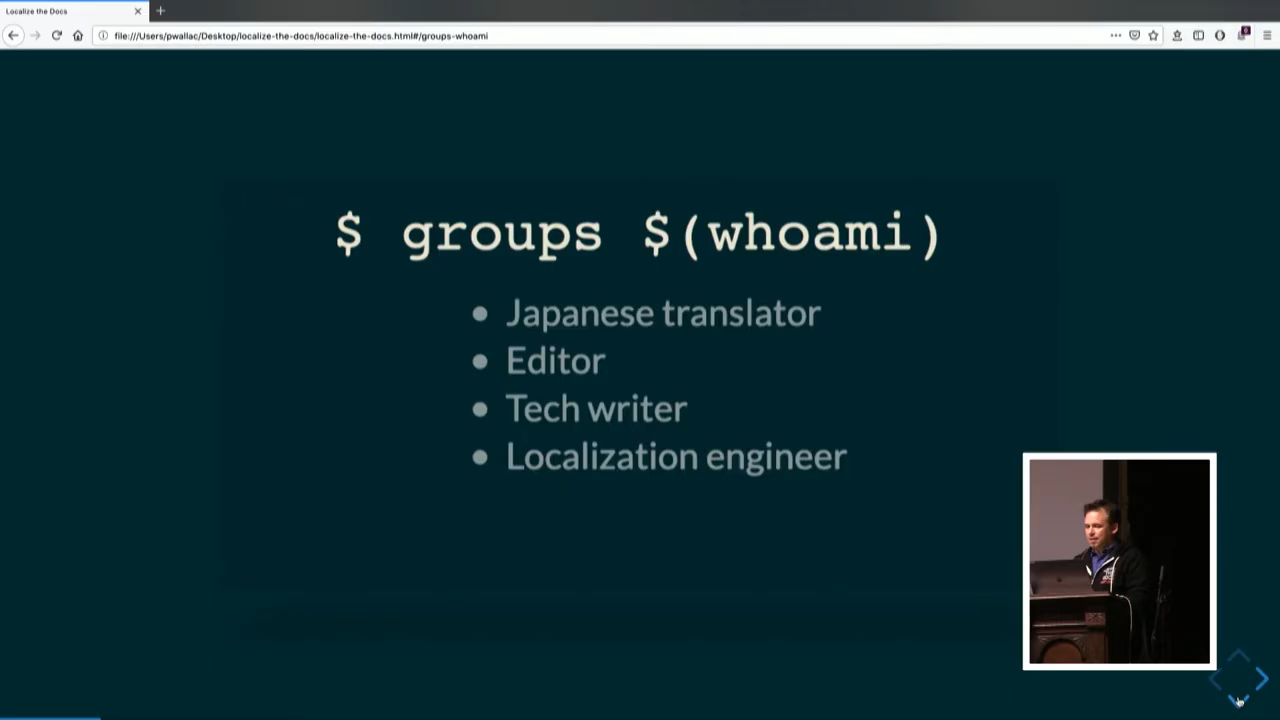 Localize the Docs
file:///Users/pwallac/Desktop/localize-the-docs/localize-the-docs.html#/groups-whoami
$ groups $(whoami)
Japanese translator
Editor
Tech writer
Localization engineer